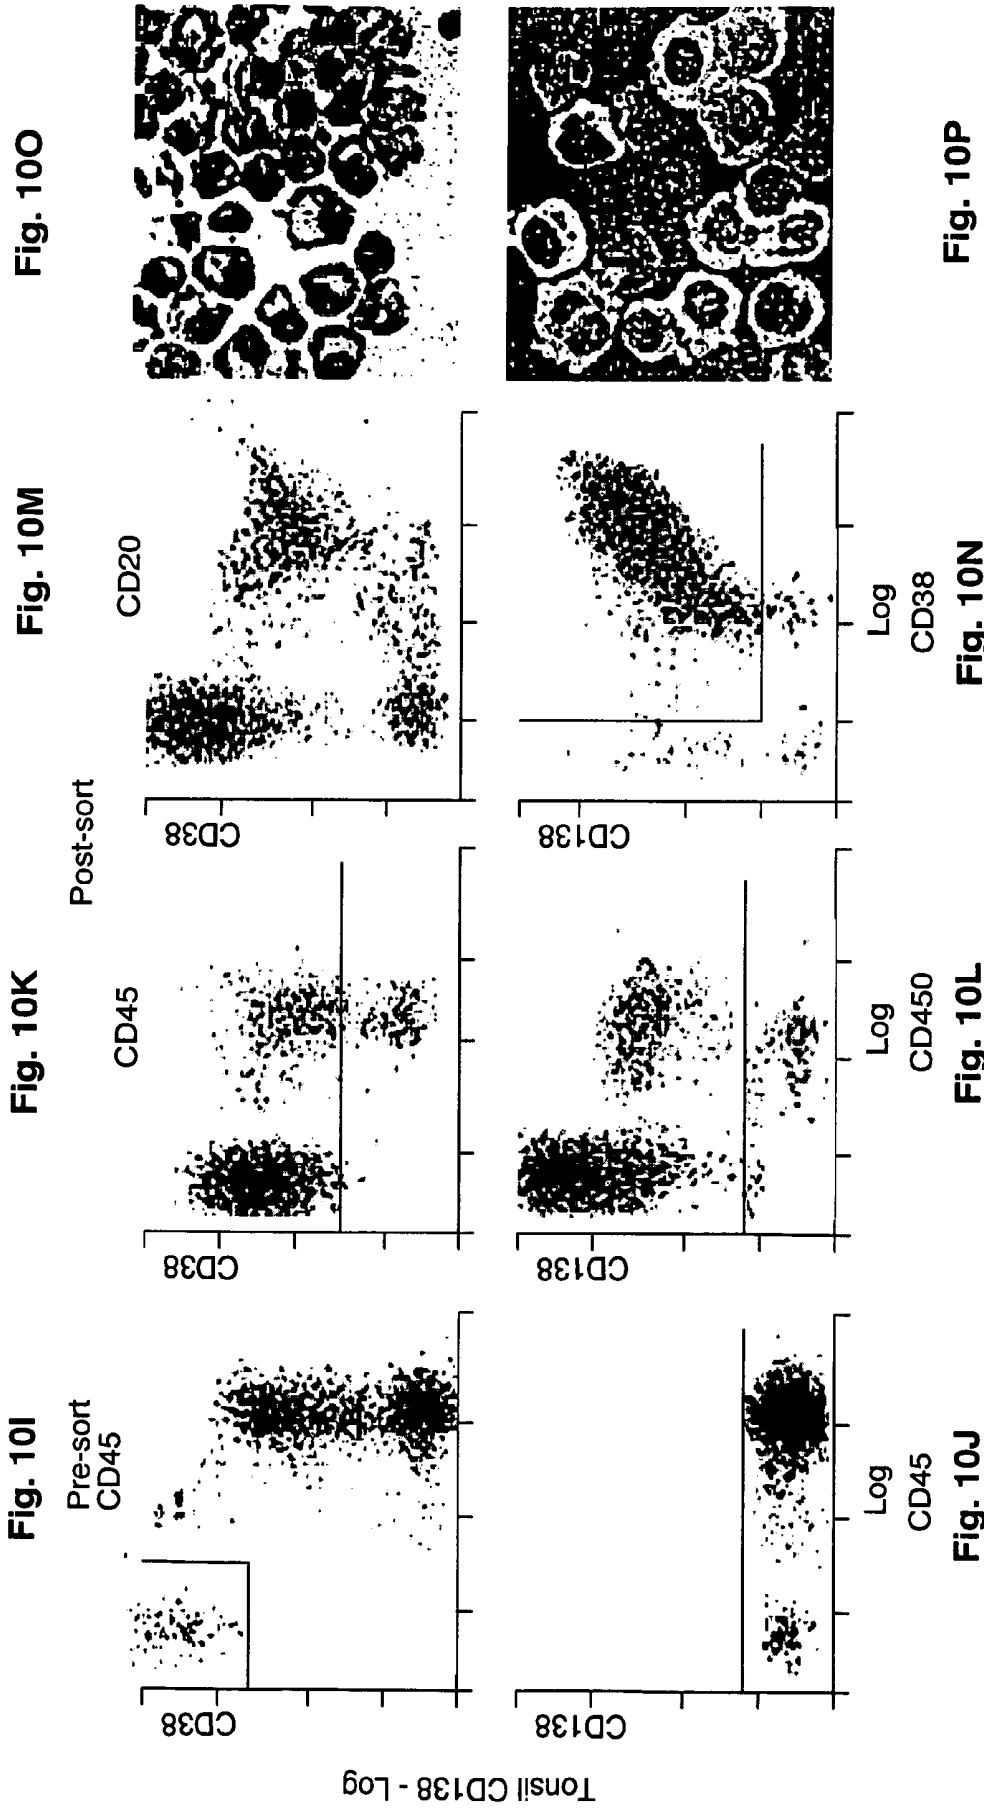 Fig. 10I
Pre-sort
CD45
CD38
Fig. 10K
Post-sort
CD45
CD38
Fig. 10M
CD20
CD38
Fig. 10O
Tonsil CD138 - Log
CD138
Log
CD45
Fig. 10J
CD138
Log
CD450
Fig. 10L
CD138
Log
CD38
Fig. 10N
Fig. 10P